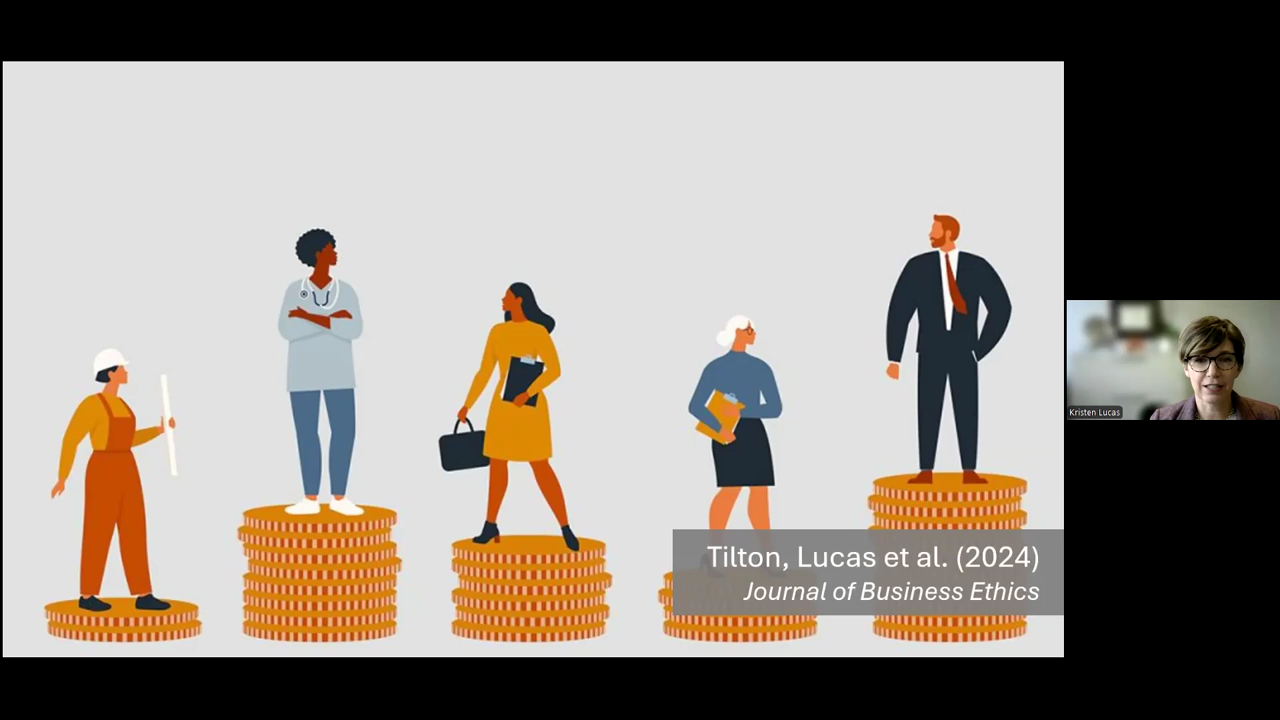 Tilton, Lucas et al. (2024)
Journal of Business Ethics
Kristen Lucas